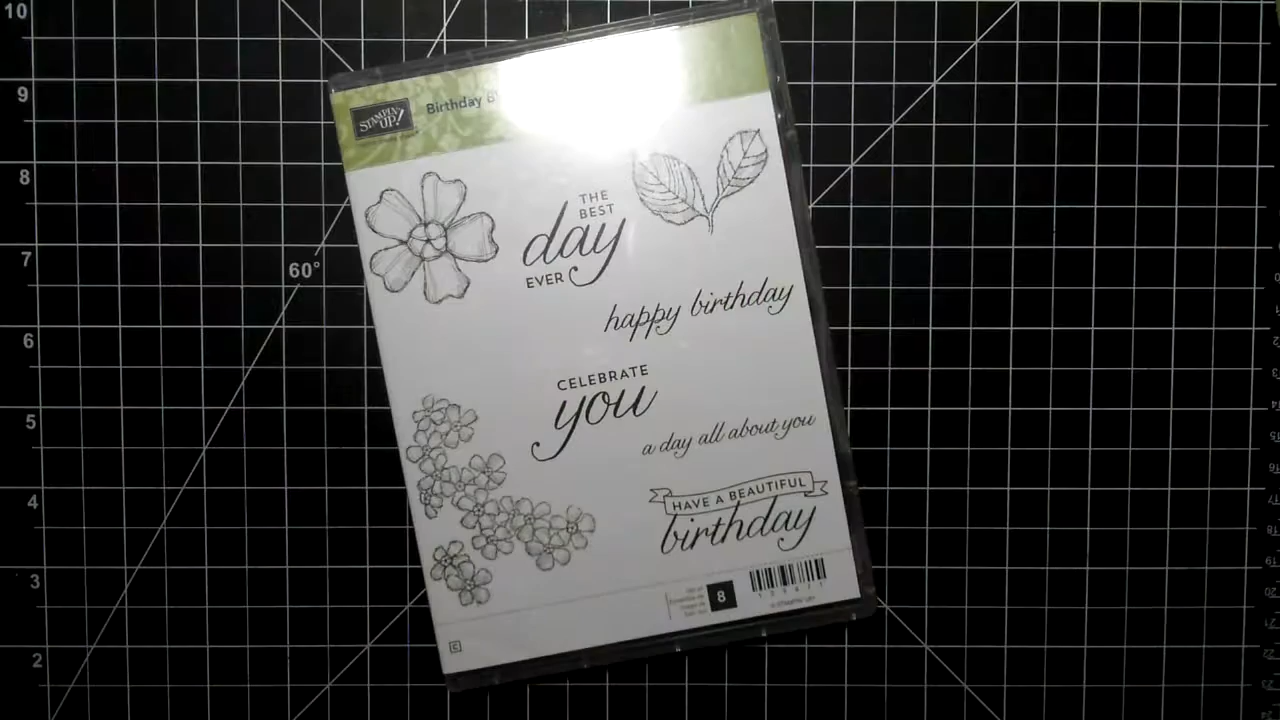 10
9
8
7
6
5
4
3
2
60°
STAMPIN' UP!
Birthday
THE
BEST
day
EVER
happy birthday
CELEBRATE
you
a day all about you
HAVE A BEAUTIFUL
birthday
8
C